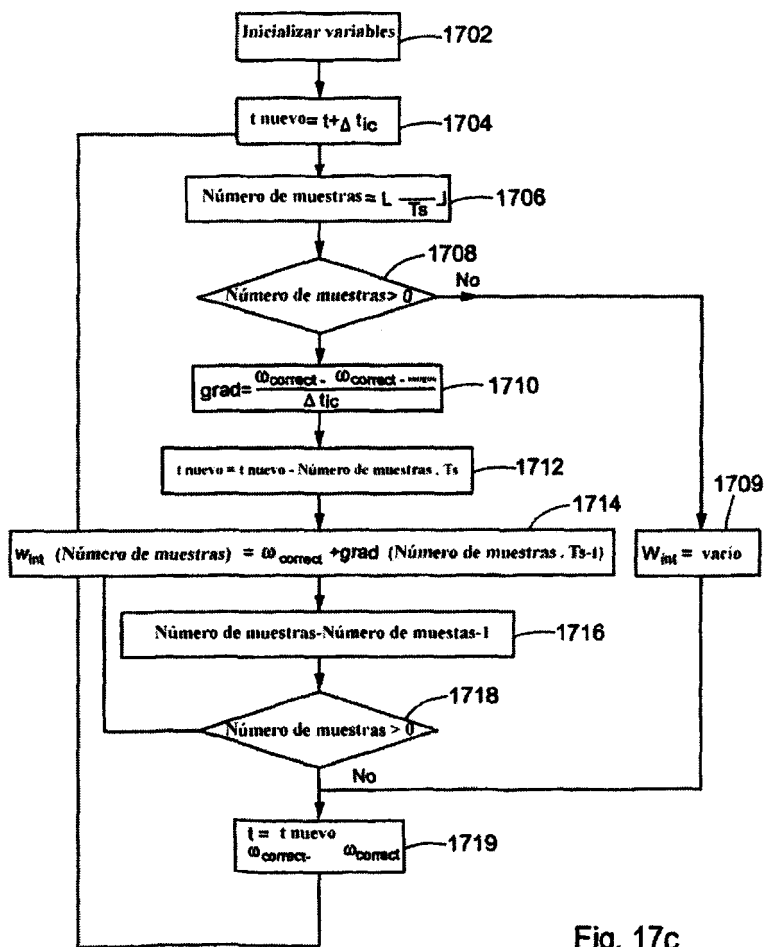 Inicializar variables
1702
t nuevo= t+Δ tic
1704
Número de muestras = ⌊ — / Ts ⌋
1706
1708
Número de muestras> 0
No
grad= ωcorrect - ωcorrect - / Δ tic
1710
t nuevo = t nuevo - Número de muestras . Ts
1712
1714
1709
Wint (Número de muestras) = ωcorrect +grad (Número de muestras . Ts-t)
Wint = vacío
Número de muestras-Número de muestas-1
1716
1718
Número de muestras > 0
No
t = t nuevo
ωcorrect- ωcorrect
1719
Fig. 17c